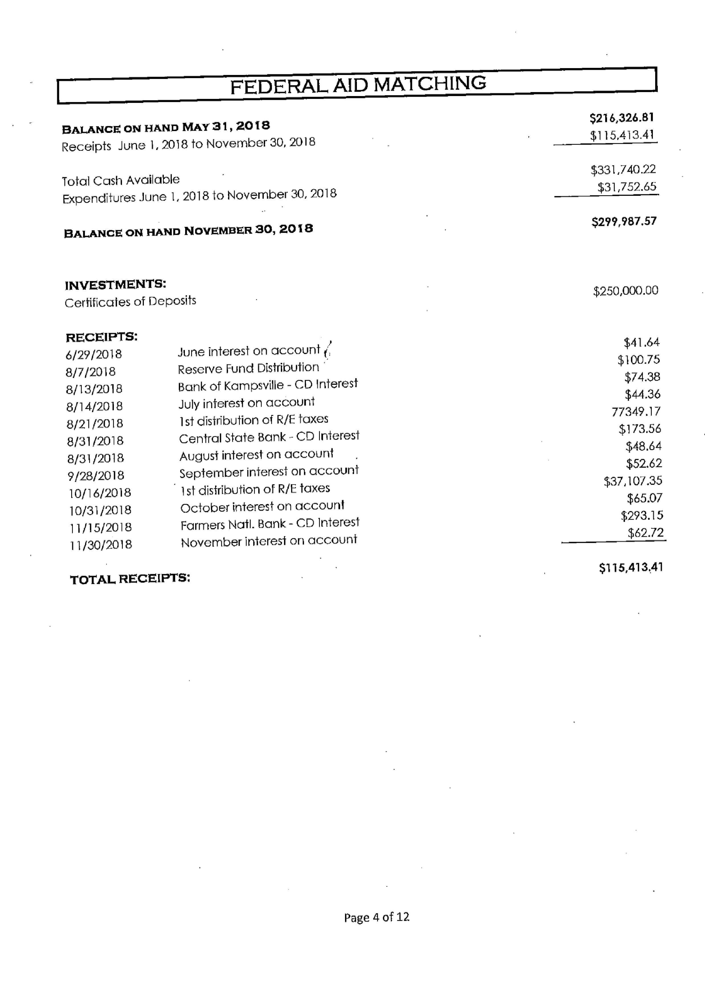 FEDERAL AID MATCHING
BALANCE ON HAND MAY 31, 2018 $216,326.81
Receipts June 1, 2018 to November 30, 2018 $115,413.41
Total Cash Available $331,740.22
Expenditures June 1, 2018 to November 30, 2018 $31,752.65
BALANCE ON HAND NOVEMBER 30, 2018 $299,987.57
INVESTMENTS:
Certificates of Deposits $250,000.00
RECEIPTS:
6/29/2018 June interest on account $41.64
8/7/2018 Reserve Fund Distribution $100.75
8/13/2018 Bank of Kampsville - CD Interest $74.38
8/14/2018 July interest on account $44.36
8/21/2018 1st distribution of R/E taxes 77349.17
8/31/2018 Central State Bank - CD Interest $173.56
8/31/2018 August interest on account $48.64
9/28/2018 September interest on account $52.62
10/16/2018 1st distribution of R/E taxes $37,107.35
10/31/2018 October interest on account $65.07
11/15/2018 Farmers Natl. Bank - CD Interest $293.15
11/30/2018 November interest on account $62.72
TOTAL RECEIPTS: $115,413.41
Page 4 of 12